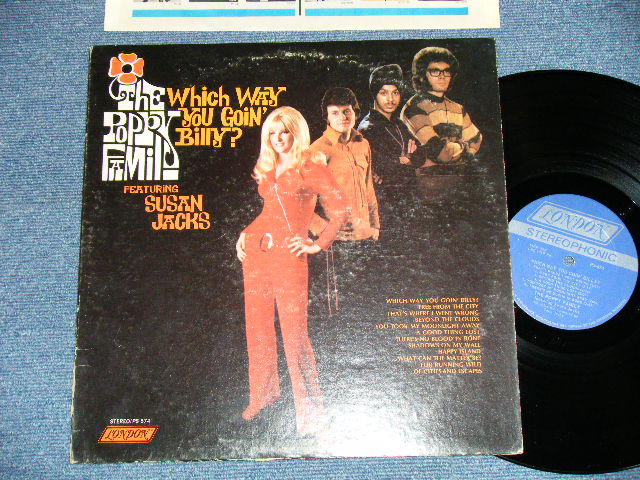 The
Poppy
Family
Which Way
You Goin'
Billy?
FEATURING
SUSAN
JACKS
WHICH WAY YOU GOIN' BILLY?
FREE FROM THE CITY
THAT'S WHERE I WENT WRONG
BEYOND THE CLOUDS
YOU TOOK MY MOONLIGHT AWAY
A GOOD THING LOST
THERE'S NO BLOOD IN BONE
SHADOWS ON MY WALL
HAPPY ISLAND
WHAT CAN THE MATTER BE?
FOR RUNNING WILD
OF CITIES AND ESCAPES
STEREO/PS 574
LONDON
LONDON
STEREOPHONIC